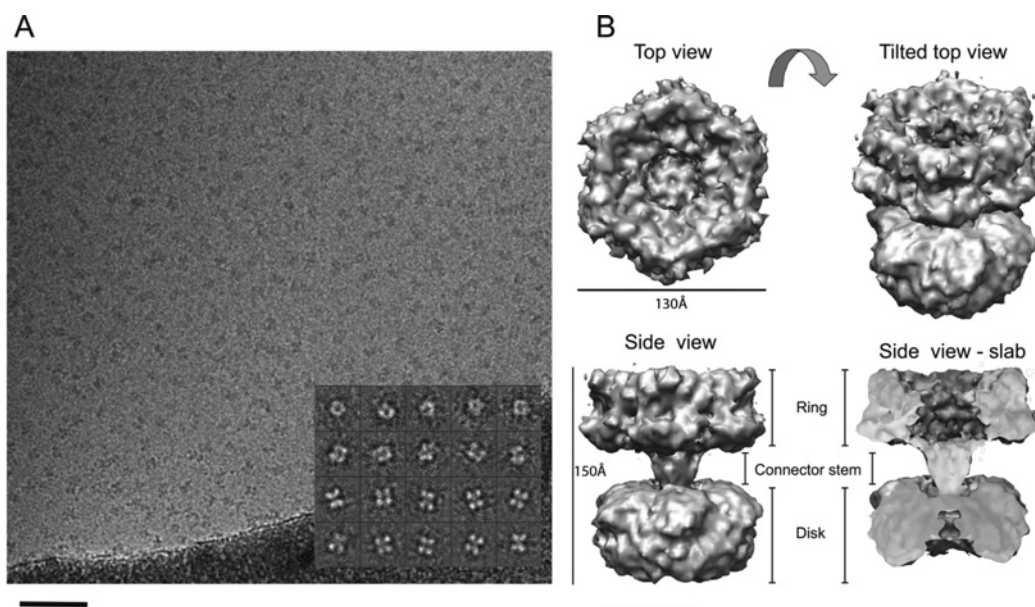 A
B
Top view
Tilted top view
130Å
Side view
Side view - slab
Ring
150Å
Connector stem
Disk